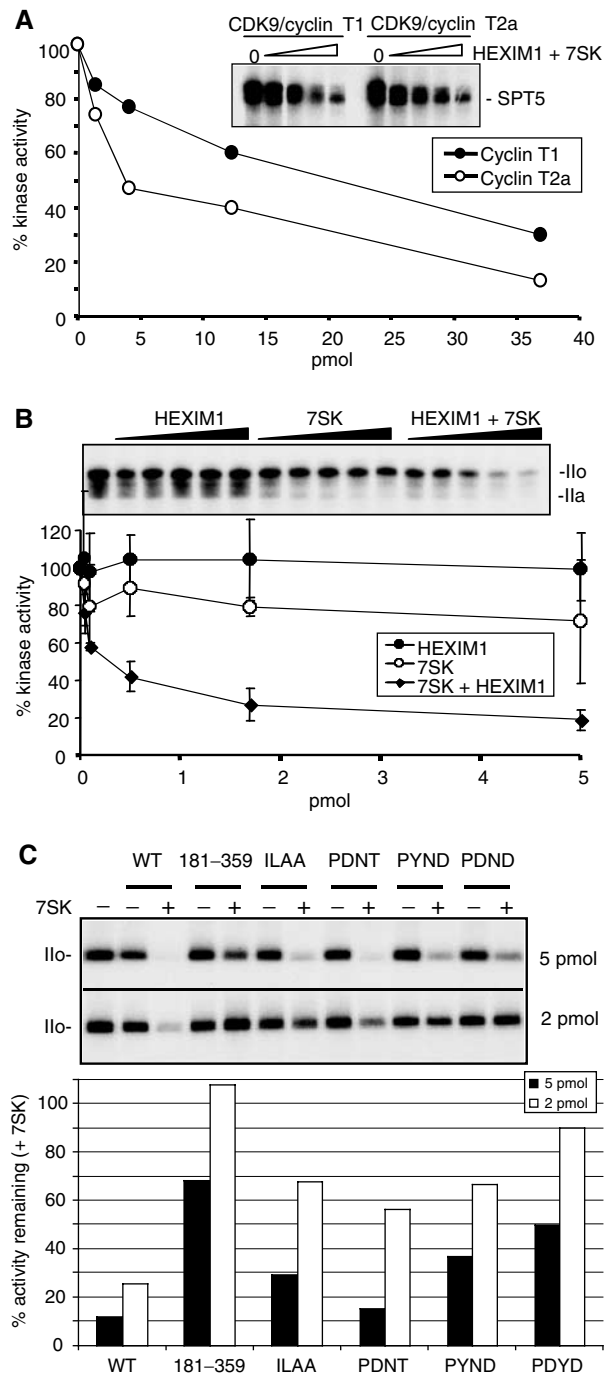 A
CDK9/cyclin T1 CDK9/cyclin T2a
0 0 HEXIM1 + 7SK
- SPT5
Cyclin T1
Cyclin T2a
% kinase activity
100
80
60
40
20
0
0 5 10 15 20 25 30 35 40
pmol
B
HEXIM1 7SK HEXIM1 + 7SK
-IIo
-IIa
% kinase activity
120
100
80
60
40
20
0
HEXIM1
7SK
7SK + HEXIM1
0 1 2 3 4 5
pmol
C
WT 181–359 ILAA PDNT PYND PDND
7SK – – + – + – + – + – + – +
IIo- 5 pmol
IIo- 2 pmol
5 pmol
2 pmol
% activity remaining (+ 7SK)
100
80
60
40
20
0
WT 181–359 ILAA PDNT PYND PDYD